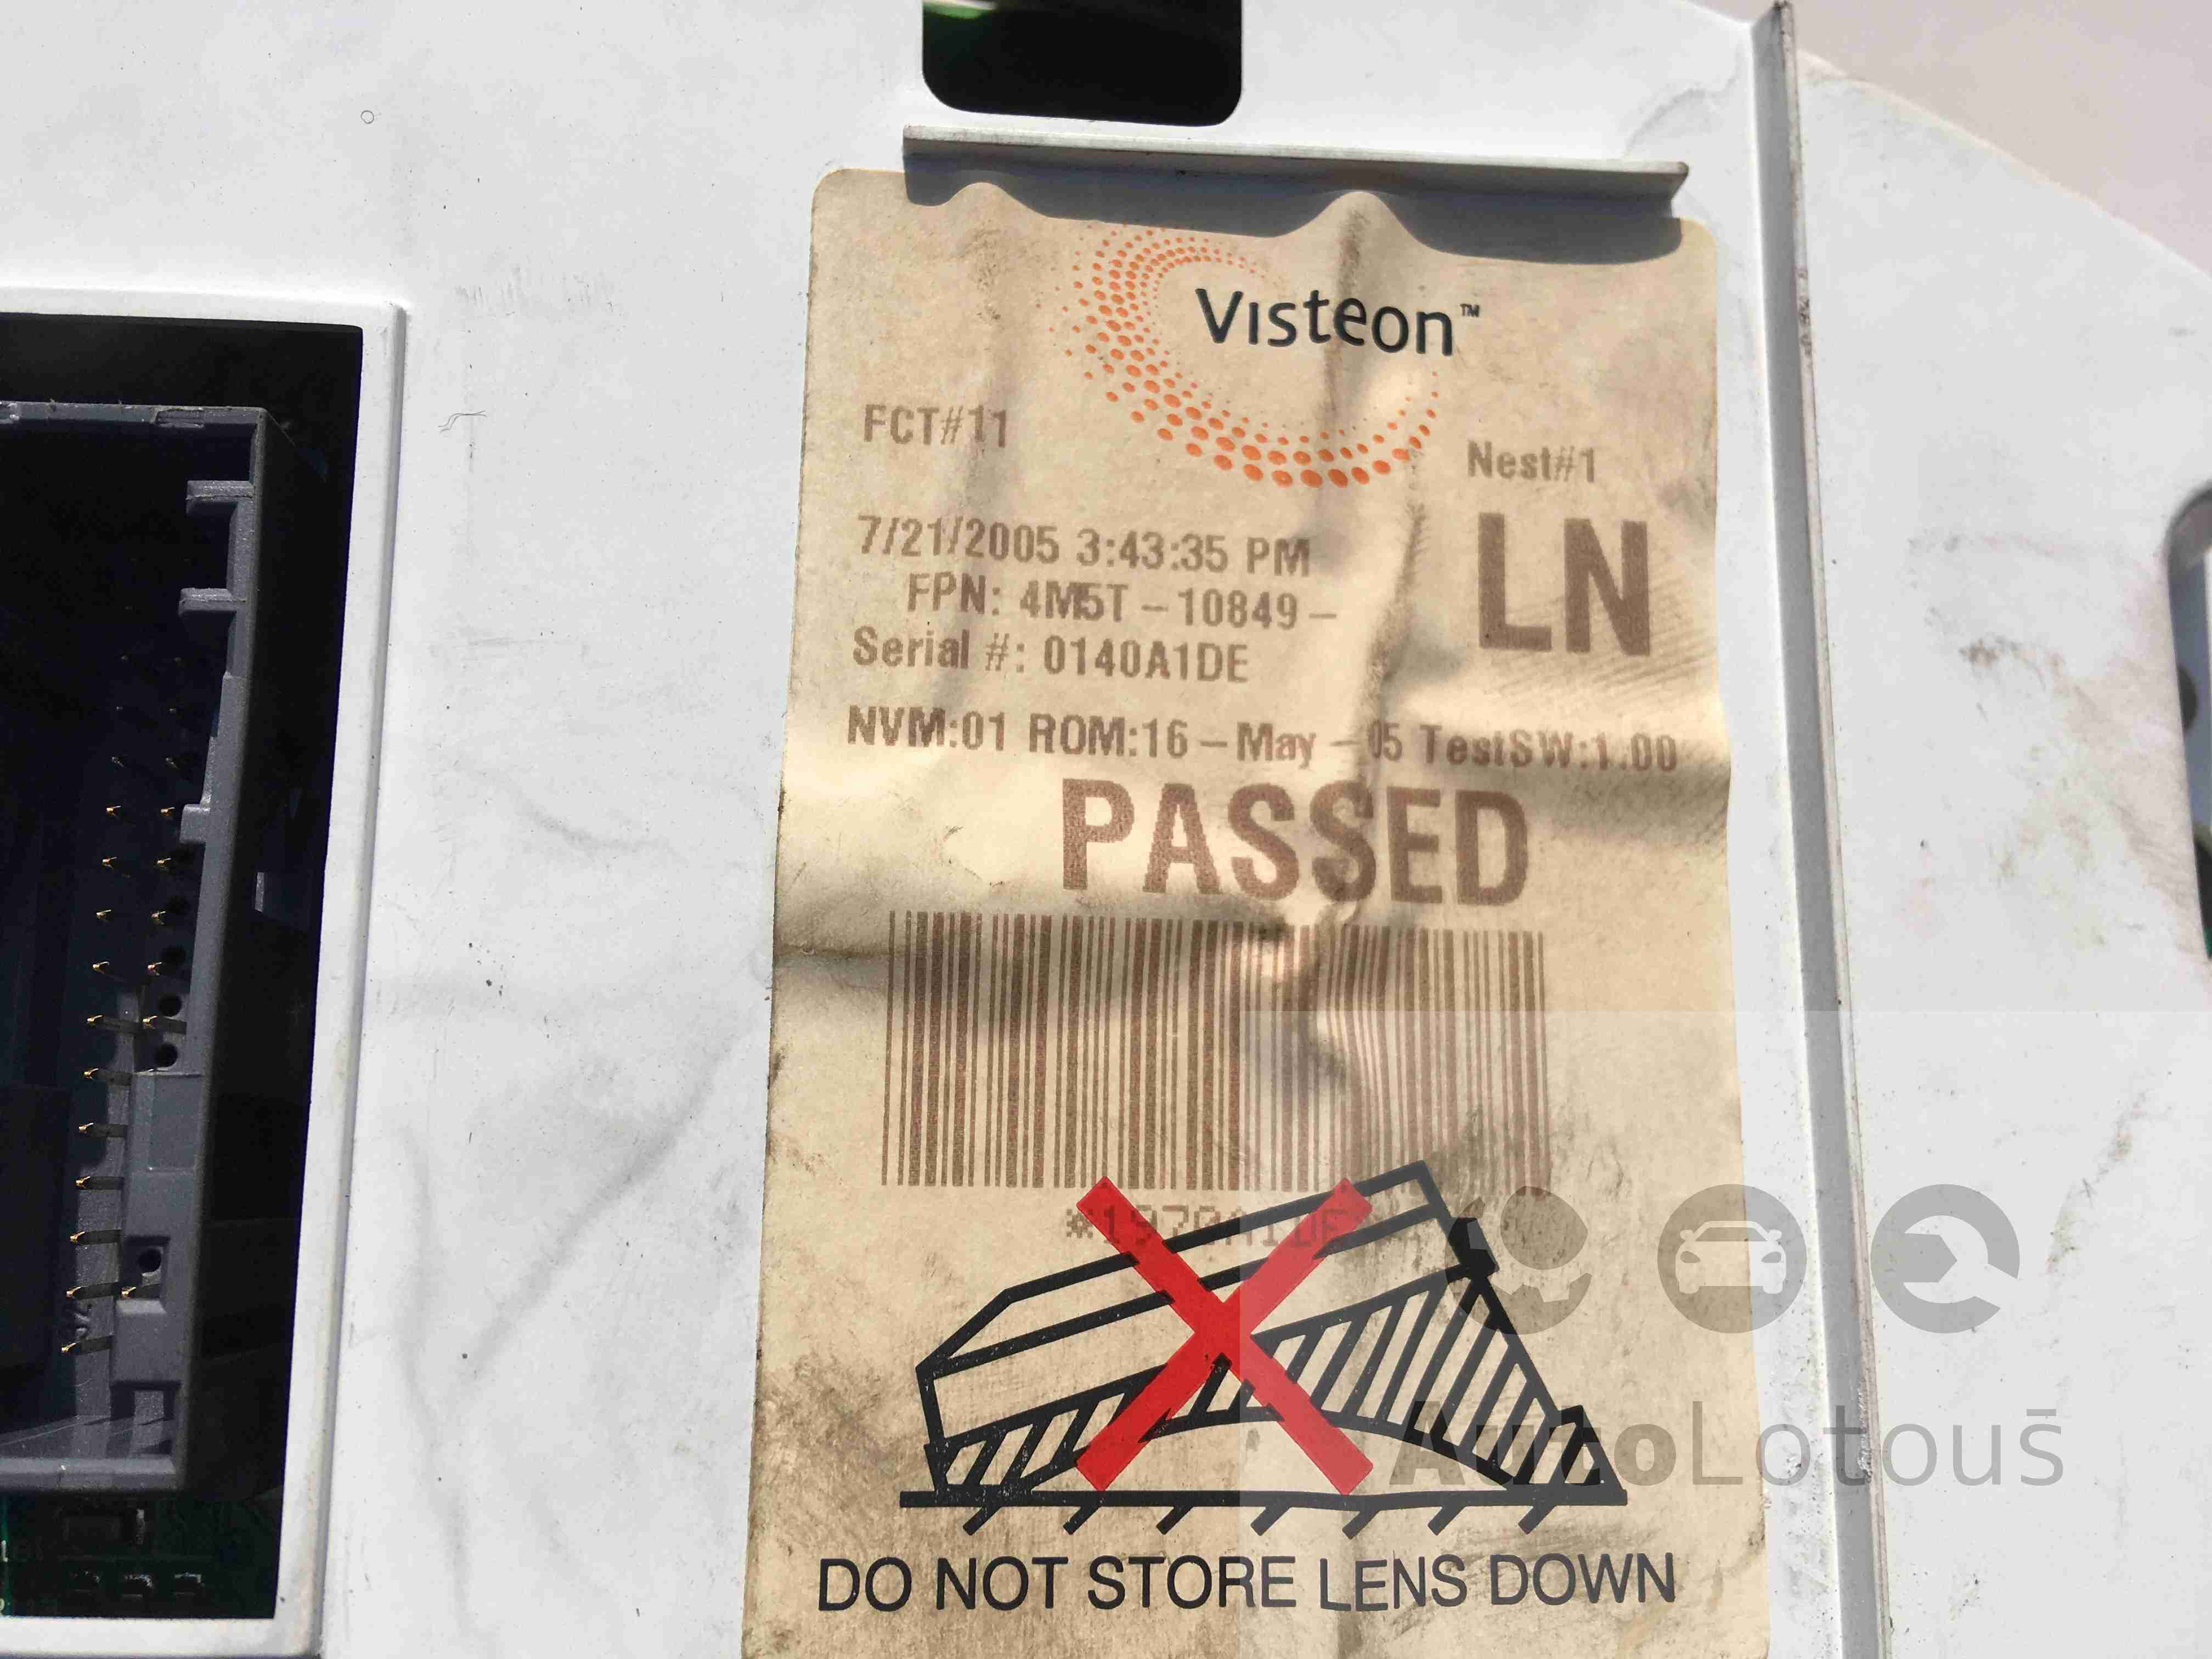 Visteon™
FCT#11
Nest#1
7/21/2005 3:43:35 PM
LN
FPN: 4M5T-10849-
Serial #: 0140A1DE
NVM:01 ROM:16-May-05 TestSW:1.00
PASSED
DO NOT STORE LENS DOWN
AutoLotouš